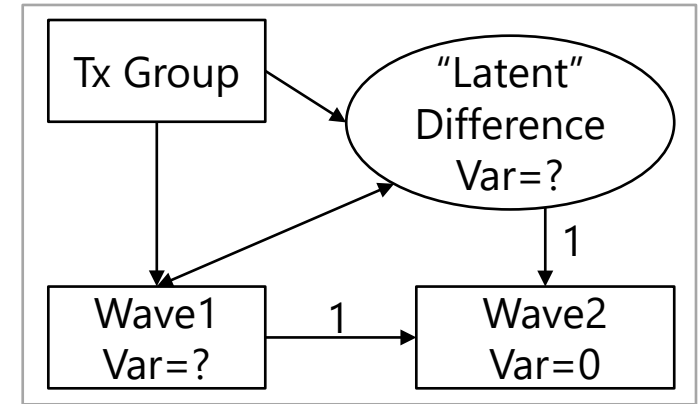 Tx Group
“Latent”
Difference
Var=?
1
Wave1
Var=?
1
Wave2
Var=0